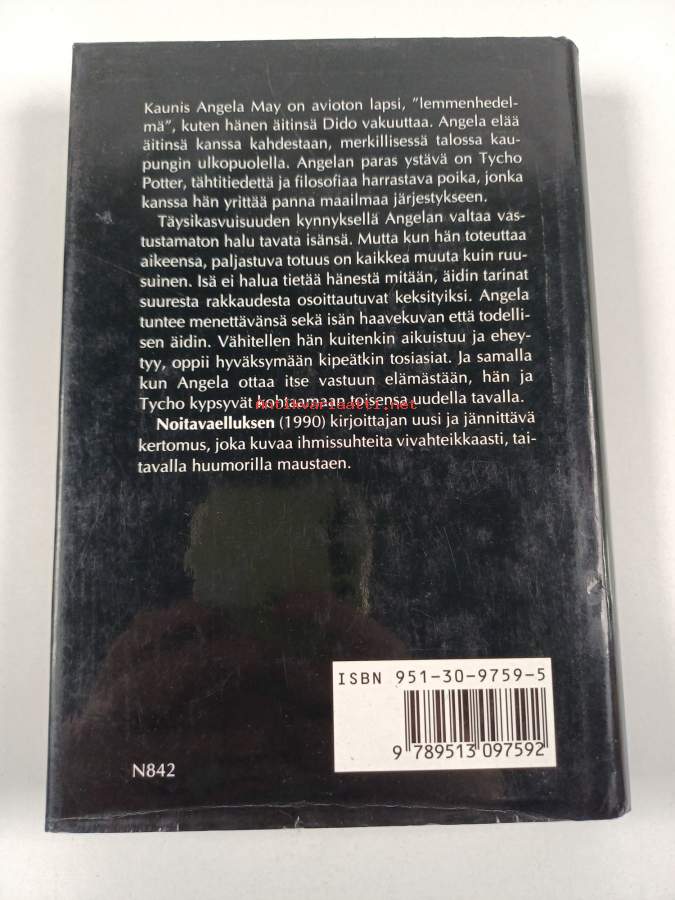 Kaunis Angela May on avioton lapsi, ”lemmenhedel-
mä”, kuten hänen äitinsä Dido vakuuttaa. Angela elää
äitinsä kanssa kahdestaan, merkillisessä talossa kau-
pungin ulkopuolella. Angelan paras ystävä on Tycho
Potter, tähtitiedettä ja filosofiaa harrastava poika, jonka
kanssa hän yrittää panna maailmaa järjestykseen.
Täysikasvuisuuden kynnyksellä Angelan valtaa vas-
tustamaton halu tavata isänsä. Mutta kun hän toteuttaa
aikeensa, paljastuva totuus on kaikkea muuta kuin ruu-
suinen. Isä ei halua tietää hänestä mitään, äidin tarinat
suuresta rakkaudesta osoittautuvat keksityiksi. Angela
tuntee menettävänsä sekä isän haavekuvan että todelli-
sen äidin. Vähitellen hän kuitenkin aikuistuu ja ehey-
tyy, oppii hyväksymään kipeätkin tosiasiat. Ja samalla
kun Angela ottaa itse vastuun elämästään, hän ja
Tycho kypsyvät kohtaamaan toisensa uudella tavalla.
antikvariaatti.net
Noitavaelluksen (1990) kirjoittajan uusi ja jännittävä
kertomus, joka kuvaa ihmissuhteita vivahteikkaasti, tai-
tavalla huumorilla maustaen.
ISBN 951-30-9759-5
9 789513 097592
N842